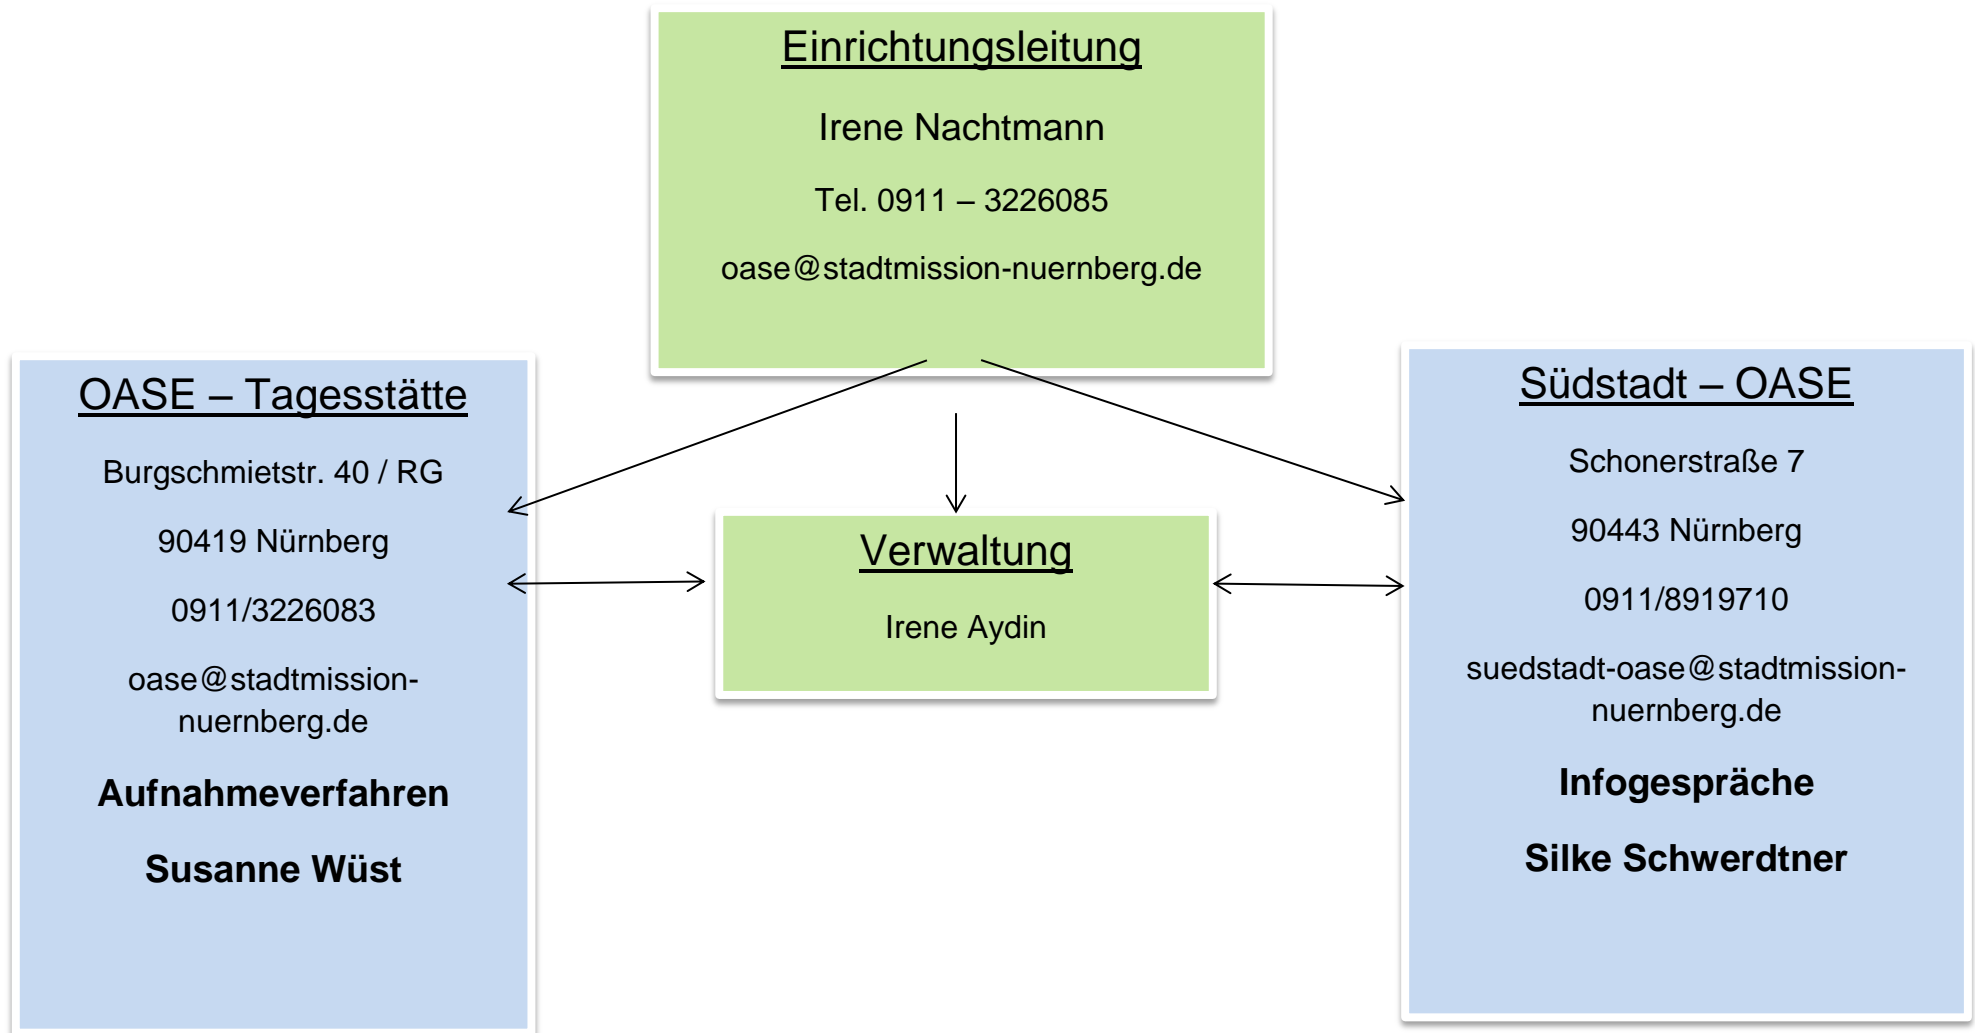 Einrichtungsleitung
Irene Nachtmann
Tel. 0911 – 3226085
oase@stadtmission-nuernberg.de
OASE – Tagesstätte
Burgschmietstr. 40 / RG
90419 Nürnberg
0911/3226083
oase@stadtmission-
nuernberg.de
Aufnahmeverfahren
Susanne Wüst
Verwaltung
Irene Aydin
Südstadt – OASE
Schonerstraße 7
90443 Nürnberg
0911/8919710
suedstadt-oase@stadtmission-
nuernberg.de
Infogespräche
Silke Schwerdtner